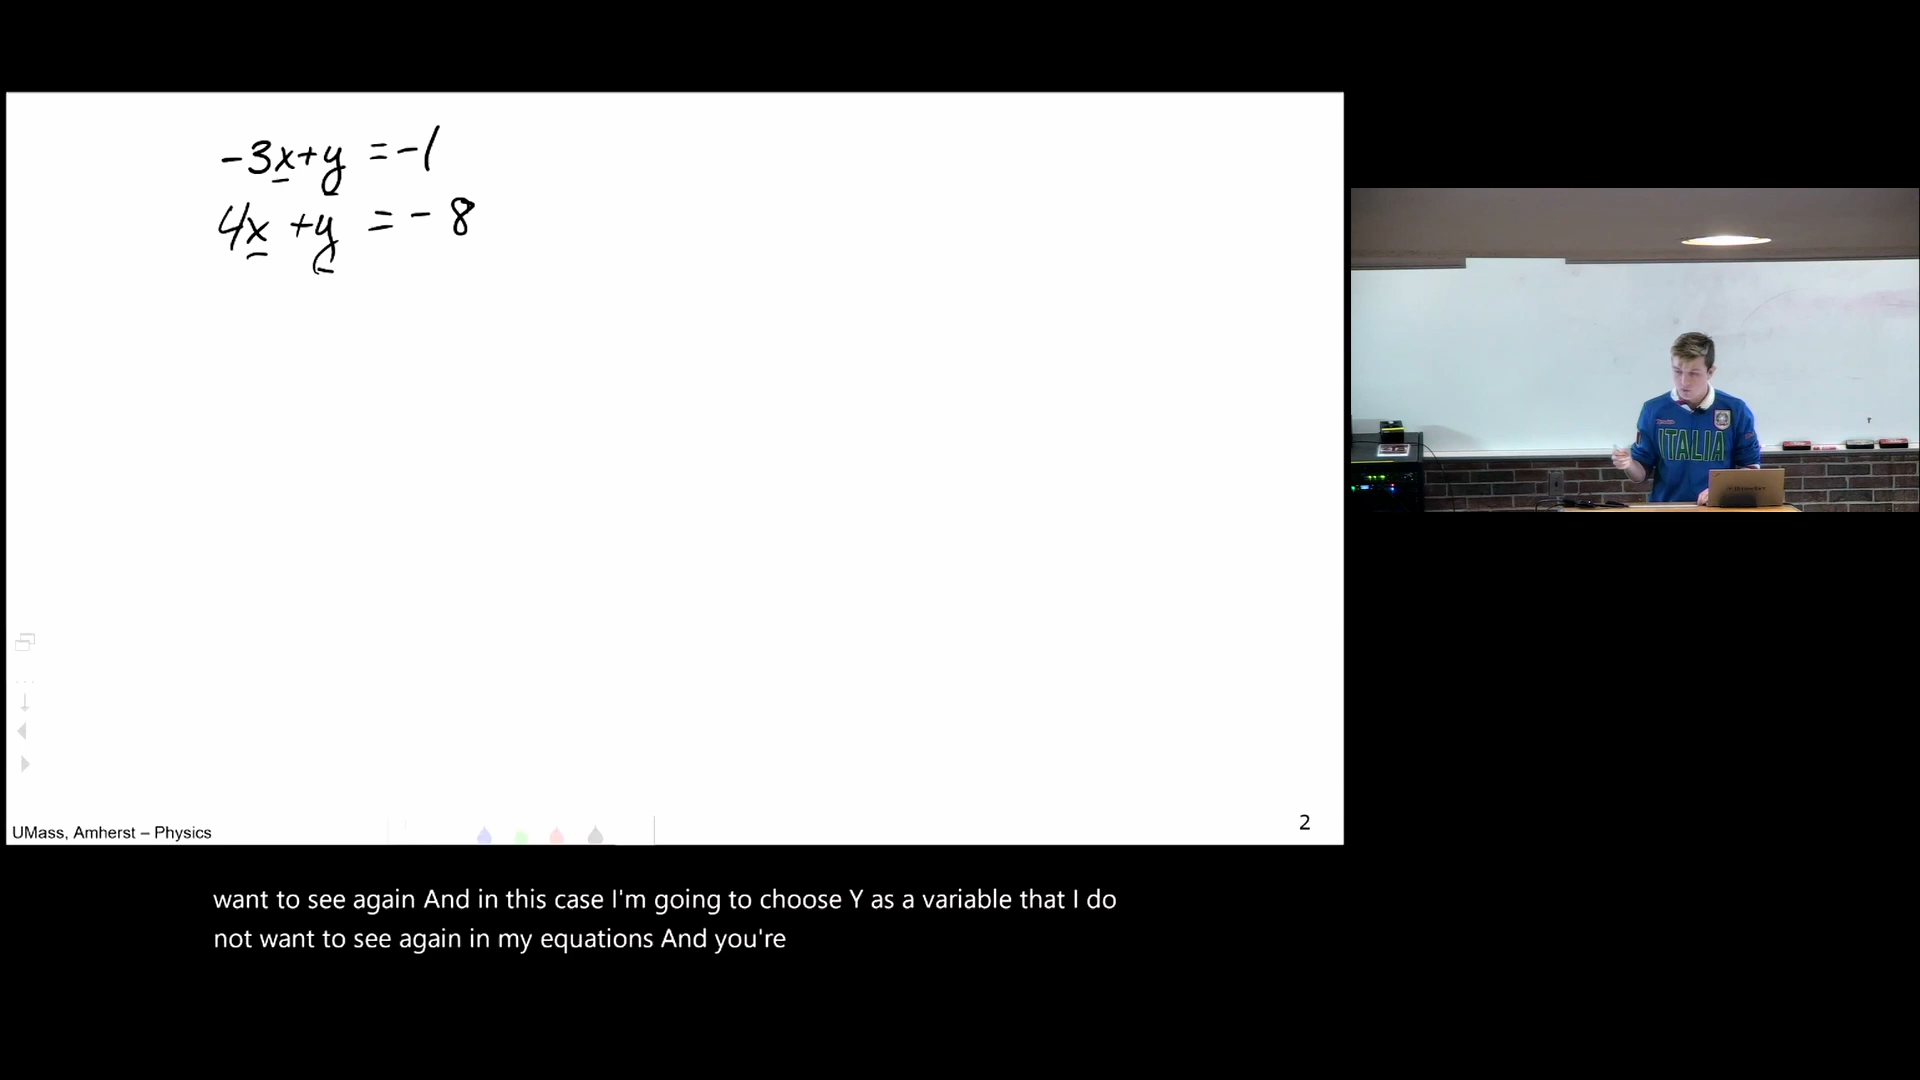 -3x+y = -1
4x +y = - 8
ITALIA
UMass, Amherst – Physics
2
want to see again And in this case I'm going to choose Y as a variable that I do
not want to see again in my equations And you're